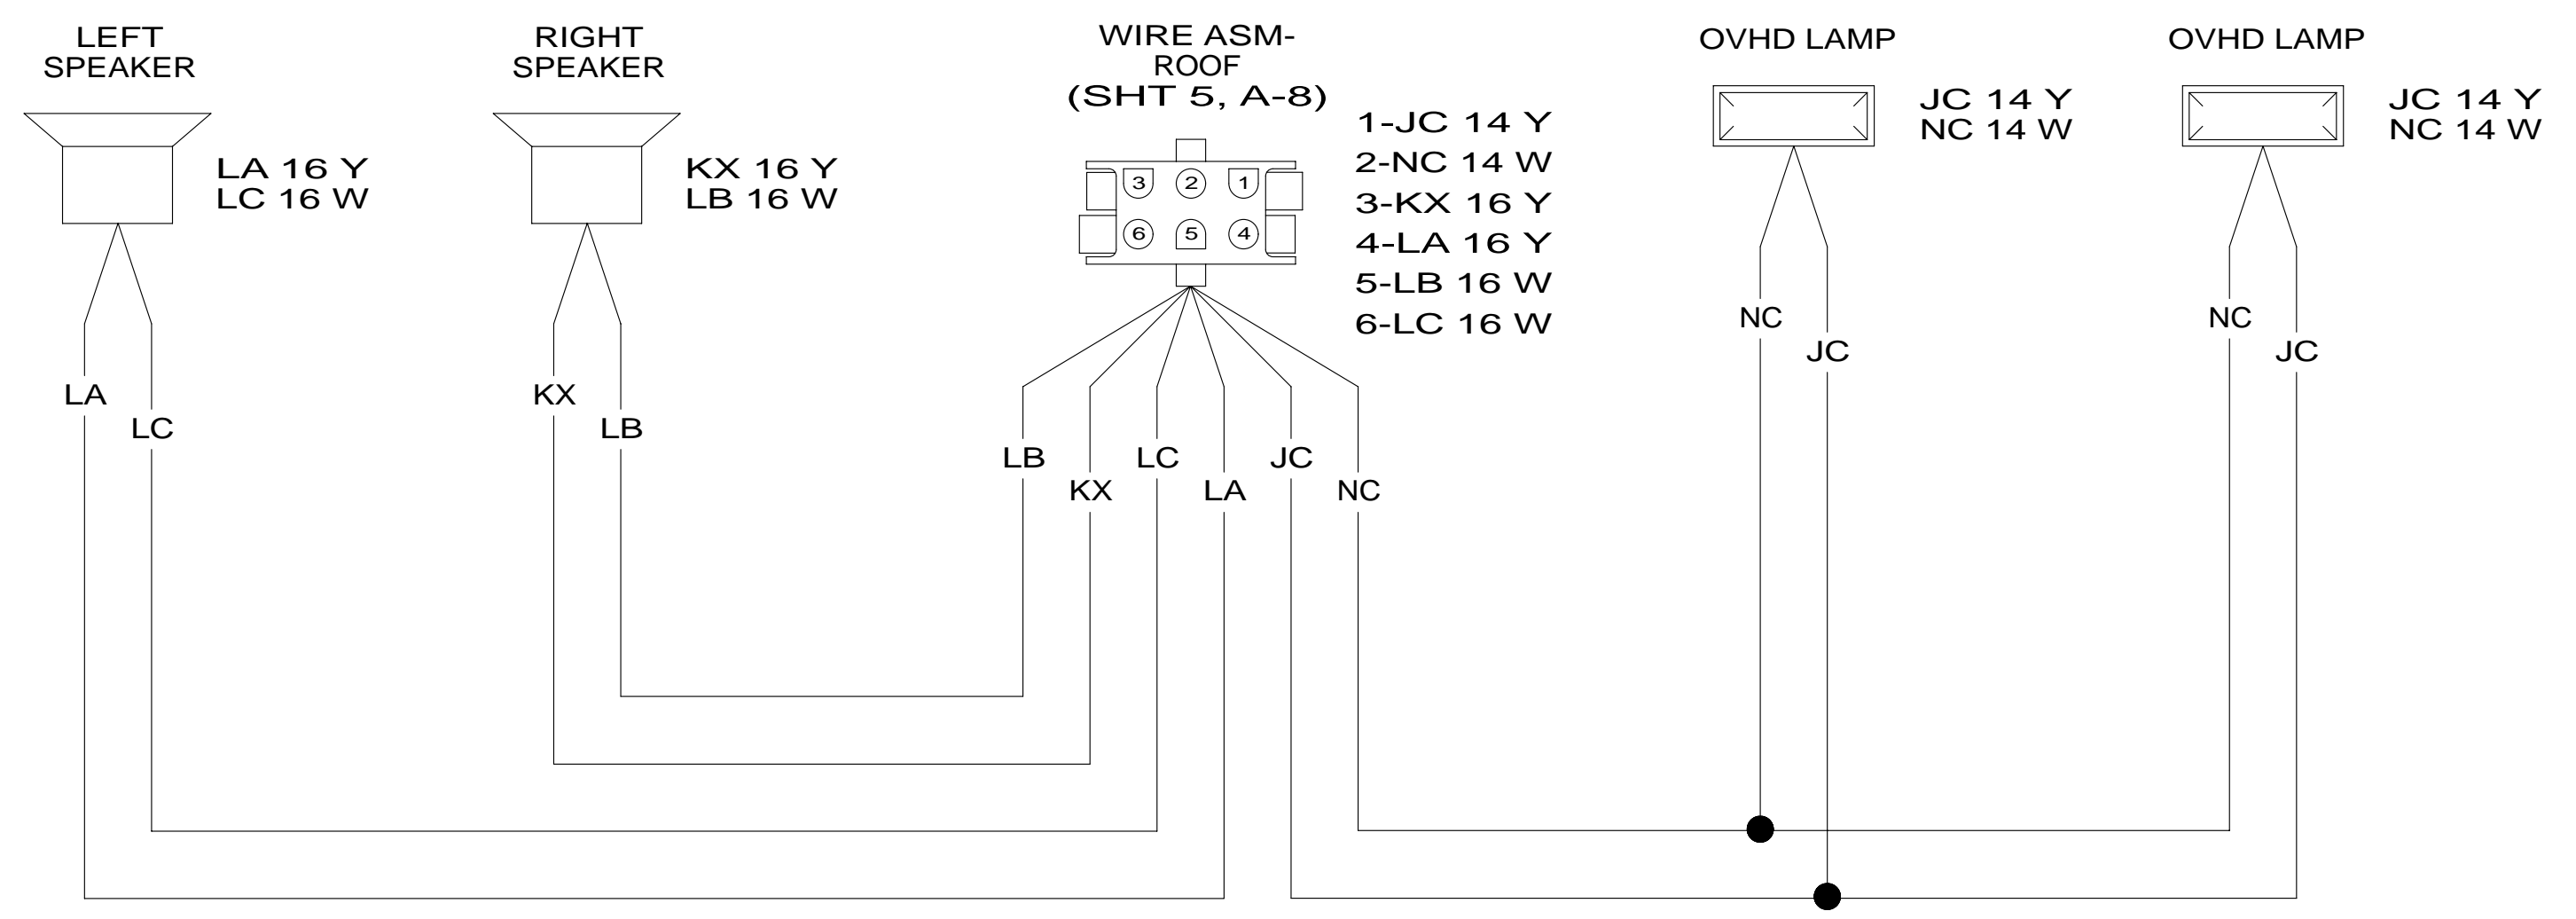 LEFT
SPEAKER
LA 16 Y
LC 16 W
LA
LC
RIGHT
SPEAKER
KX 16 Y
LB 16 W
KX
LB
WIRE ASM-
ROOF
(SHT 5, A-8)
3 2 1
6 5 4
1-JC 14 Y
2-NC 14 W
3-KX 16 Y
4-LA 16 Y
5-LB 16 W
6-LC 16 W
LB
KX
LC
LA
JC
NC
OVHD LAMP
JC 14 Y
NC 14 W
NC
JC
OVHD LAMP
JC 14 Y
NC 14 W
NC
JC